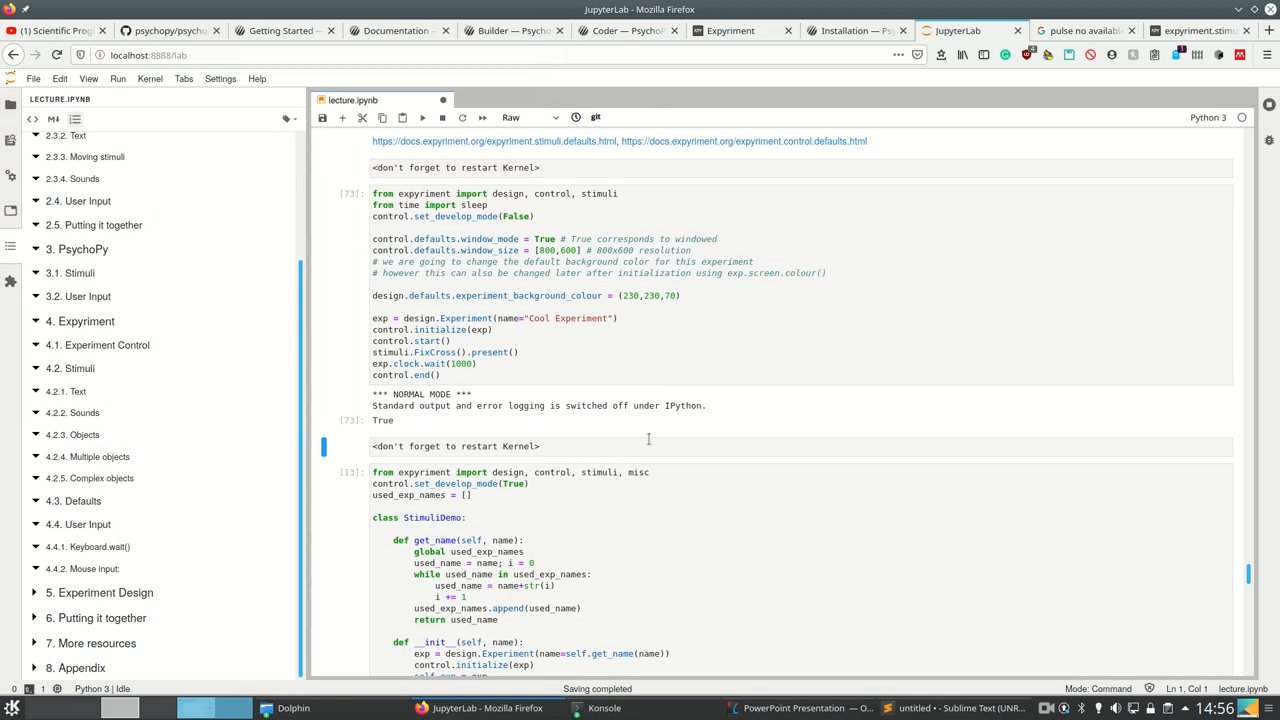 JupyterLab - Mozilla Firefox
(1) Scientific Prog
psychopy/psychop
Getting Started —
Documentation —
Builder — Psycho
Coder — PsychoP
Expyriment
Installation — Psy
JupyterLab
pulse no available
expyriment.stimu
localhost:8888/lab
File Edit View Run Kernel Tabs Settings Help
LECTURE.IPYNB
lecture.ipynb
Raw
git
Python 3
2.3.2. Text
2.3.3. Moving stimuli
2.3.4. Sounds
2.4. User Input
2.5. Putting it together
3. PsychoPy
3.1. Stimuli
3.2. User Input
4. Expyriment
4.1. Experiment Control
4.2. Stimuli
4.2.1. Text
4.2.2. Sounds
4.2.3. Objects
4.2.4. Multiple objects
4.2.5. Complex objects
4.3. Defaults
4.4. User Input
4.4.1. Keyboard.wait()
4.4.2. Mouse input:
5. Experiment Design
6. Putting it together
7. More resources
8. Appendix
https://docs.expyriment.org/expyriment.stimuli.defaults.html, https://docs.expyriment.org/expyriment.control.defaults.html
<don't forget to restart Kernel>
[73]: from expyriment import design, control, stimuli
from time import sleep
control.set_develop_mode(False)
control.defaults.window_mode = True # True corresponds to windowed
control.defaults.window_size = [800,600] # 800x600 resolution
# we are going to change the default background color for this experiment
# however this can also be changed later after initialization using exp.screen.colour()
design.defaults.experiment_background_colour = (230,230,70)
exp = design.Experiment(name="Cool Experiment")
control.initialize(exp)
control.start()
stimuli.FixCross().present()
exp.clock.wait(1000)
control.end()
*** NORMAL MODE ***
Standard output and error logging is switched off under IPython.
[73]: True
<don't forget to restart Kernel>
[13]: from expyriment import design, control, stimuli, misc
control.set_develop_mode(True)
used_exp_names = []
class StimuliDemo:
def get_name(self, name):
global used_exp_names
used_name = name; i = 0
while used_name in used_exp_names:
used_name = name+str(i)
i += 1
used_exp_names.append(used_name)
return used_name
def __init__(self, name):
exp = design.Experiment(name=self.get_name(name))
control.initialize(exp)
self.exp = exp
0 1 Python 3 | Idle
Saving completed
Mode: Command
Ln 1, Col 1
lecture.ipynb
Dolphin
JupyterLab - Mozilla Firefox
Konsole
PowerPoint Presentation — O...
untitled • - Sublime Text (UNR...
14:56